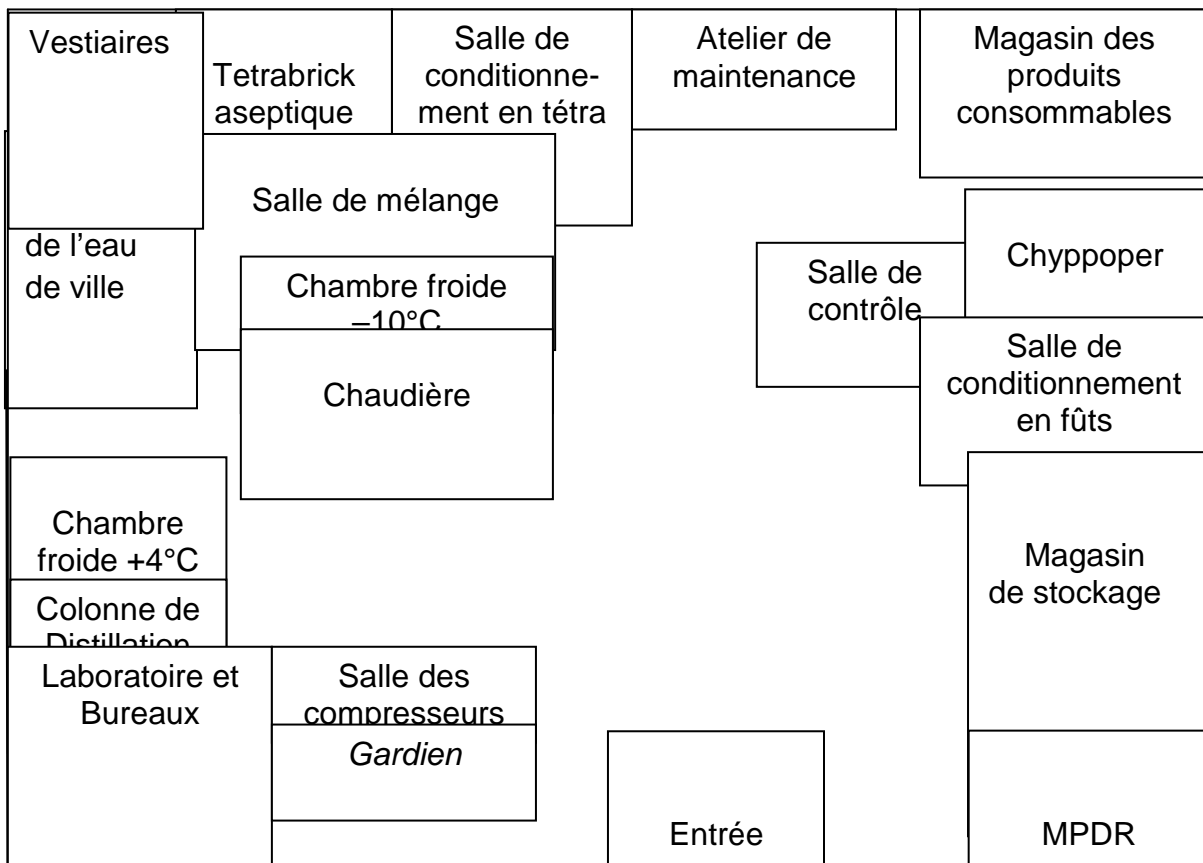 Vestiaires
Tetrabrick
aseptique
Salle de
conditionne-
ment en tétra
Atelier de
maintenance
Magasin des
produits
consommables
Salle de mélange
de l’eau
de ville
Chambre froide
–10°C
Chaudière
Salle de
contrôle
Chyppoper
Salle de
conditionnement
en fûts
Chambre
froide +4°C
Colonne de
Distillation
Magasin
de stockage
Laboratoire et
Bureaux
Salle des
compresseurs
Gardien
Entrée
MPDR